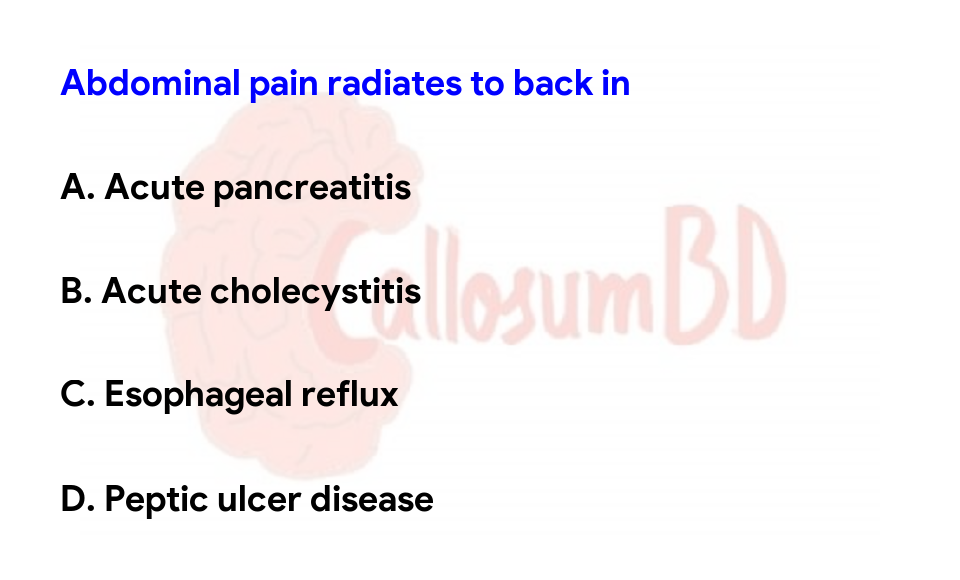 Abdominal pain radiates to back in
A. Acute pancreatitis
CallosumBD
B. Acute cholecystitis
C. Esophageal reflux
D. Peptic ulcer disease